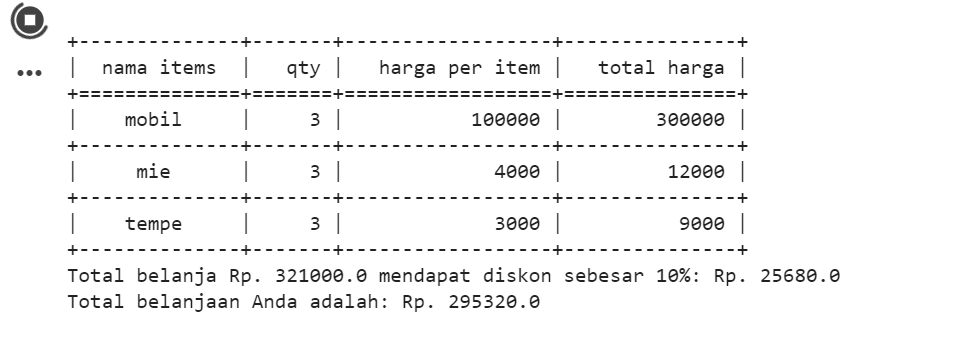 +--------------+-------+------------------+---------------+
| nama items | qty | harga per item | total harga |
+==============+=======+==================+===============+
| mobil | 3 | 100000 | 300000 |
+--------------+-------+------------------+---------------+
| mie | 3 | 4000 | 12000 |
+--------------+-------+------------------+---------------+
| tempe | 3 | 3000 | 9000 |
+--------------+-------+------------------+---------------+
Total belanja Rp. 321000.0 mendapat diskon sebesar 10%: Rp. 25680.0
Total belanjaan Anda adalah: Rp. 295320.0